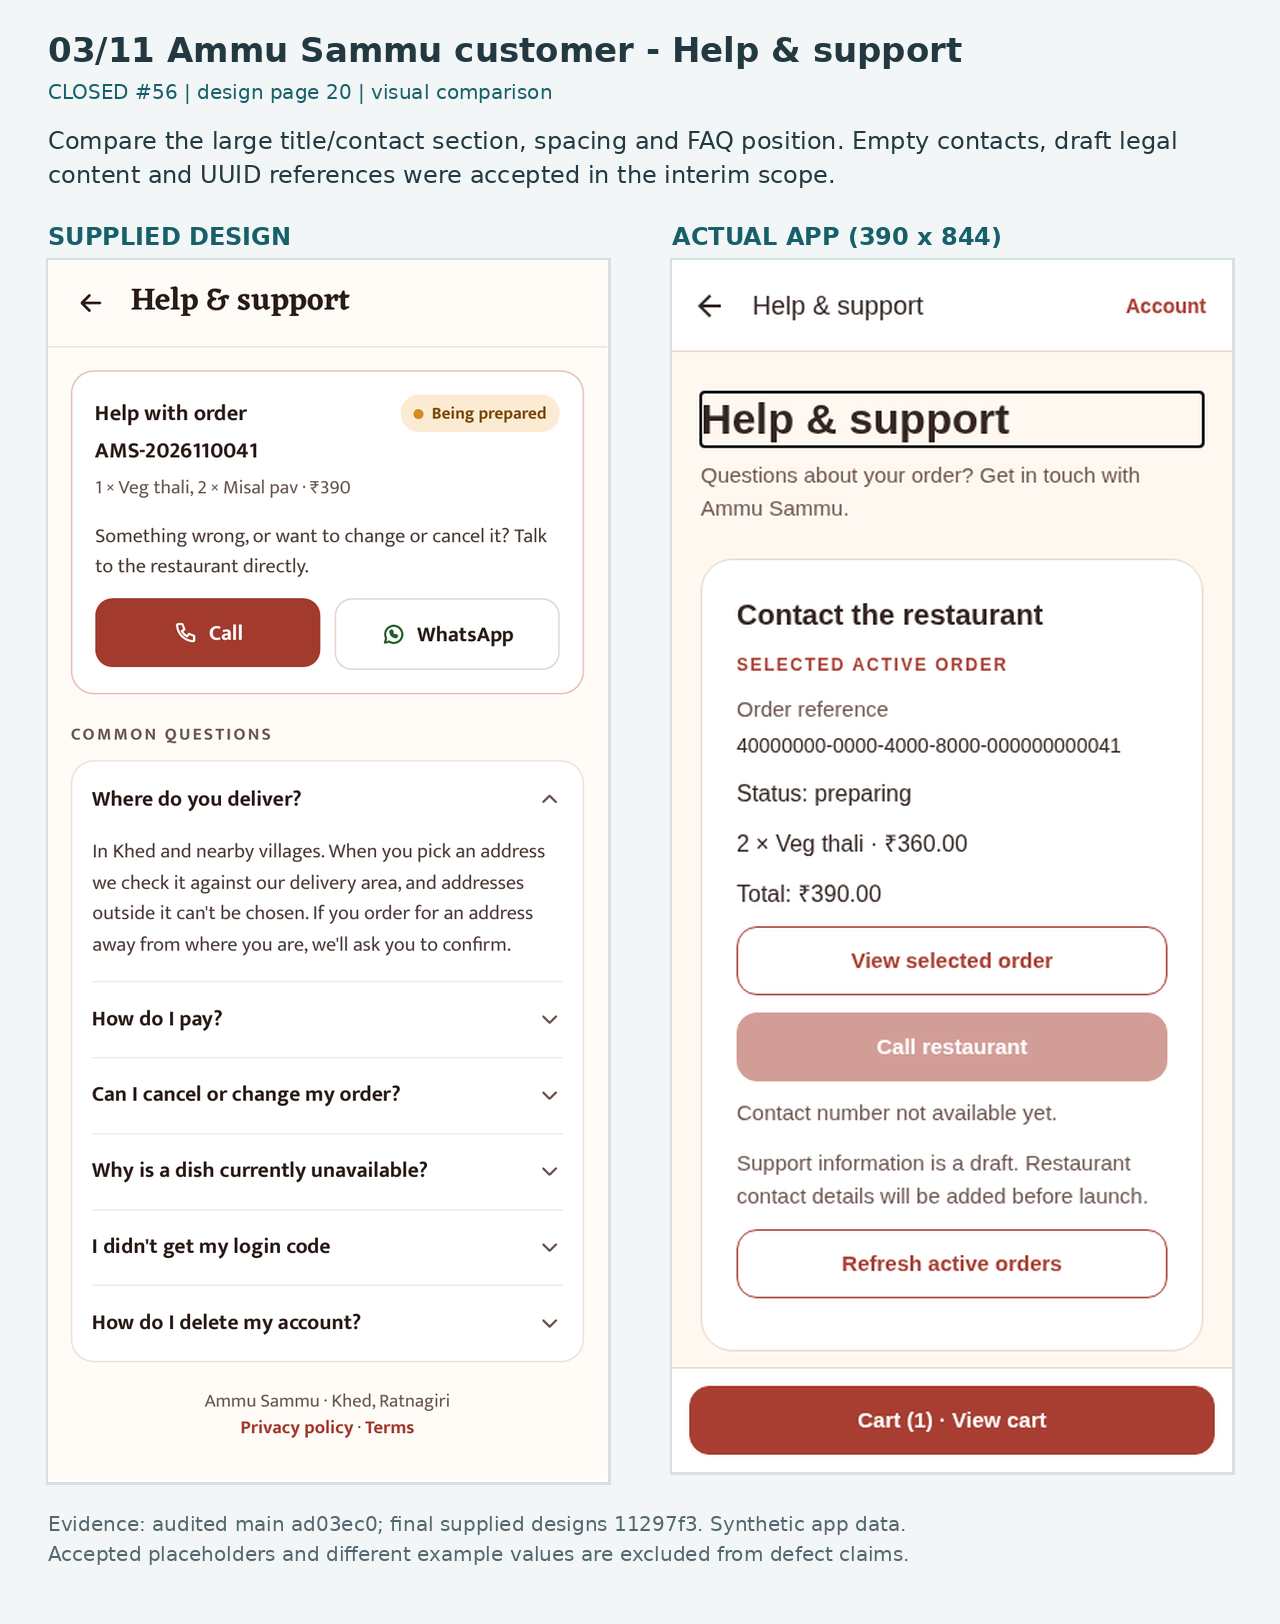 03/11 Ammu Sammu customer - Help & support
CLOSED #56 | design page 20 | visual comparison
Compare the large title/contact section, spacing and FAQ position. Empty contacts, draft legal
content and UUID references were accepted in the interim scope.
SUPPLIED DESIGN
Help & support
Help with order
Being prepared
AMS-2026110041
1 × Veg thali, 2 × Misal pav · ₹390
Something wrong, or want to change or cancel it? Talk
to the restaurant directly.
Call
WhatsApp
COMMON QUESTIONS
Where do you deliver?
In Khed and nearby villages. When you pick an address
we check it against our delivery area, and addresses
outside it can't be chosen. If you order for an address
away from where you are, we'll ask you to confirm.
How do I pay?
Can I cancel or change my order?
Why is a dish currently unavailable?
I didn't get my login code
How do I delete my account?
Ammu Sammu · Khed, Ratnagiri
Privacy policy · Terms
ACTUAL APP (390 x 844)
Help & support
Account
Help & support
Questions about your order? Get in touch with
Ammu Sammu.
Contact the restaurant
SELECTED ACTIVE ORDER
Order reference
40000000-0000-4000-8000-000000000041
Status: preparing
2 × Veg thali · ₹360.00
Total: ₹390.00
View selected order
Call restaurant
Contact number not available yet.
Support information is a draft. Restaurant
contact details will be added before launch.
Refresh active orders
Cart (1) · View cart
Evidence: audited main ad03ec0; final supplied designs 11297f3. Synthetic app data.
Accepted placeholders and different example values are excluded from defect claims.